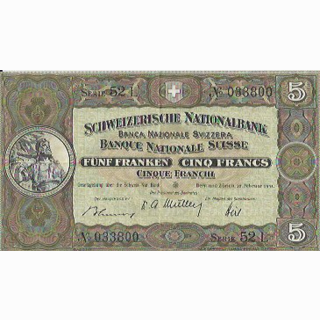 SERIE 52 L № 033800 5
SCHWEIZERISCHE NATIONALBANK
BANCA NAZIONALE SVIZZERA
BANQUE NATIONALE SUISSE
FÜNF FRANKEN CINQ FRANCS
CINQUE FRANCHI
№ 033800 SERIE 52 L 5